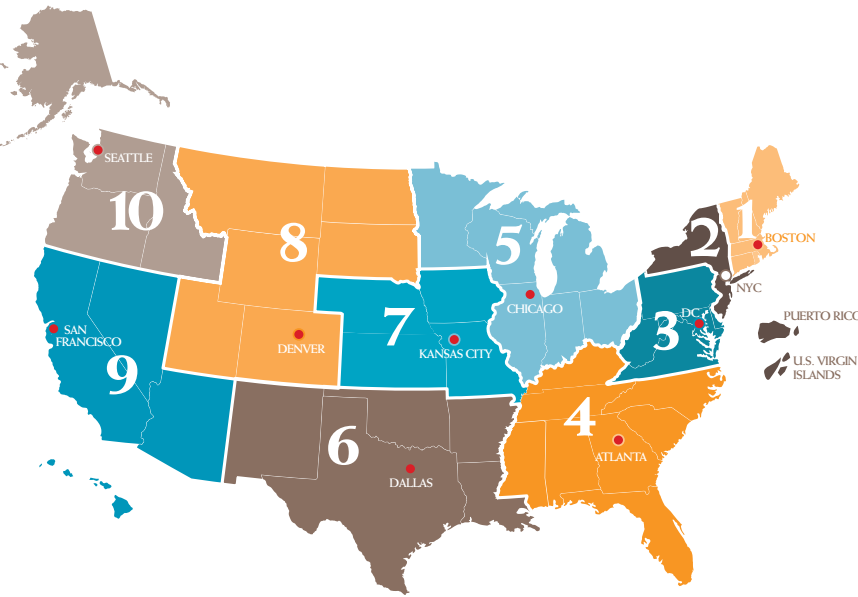 SEATTLE
10
8
5
2
1
BOSTON
NYC
7
CHICAGO
3
DC
PUERTO RIC
SAN
FRANCISCO
DENVER
KANSAS CITY
U.S. VIRGIN
ISLANDS
9
6
4
ATLANTA
DALLAS